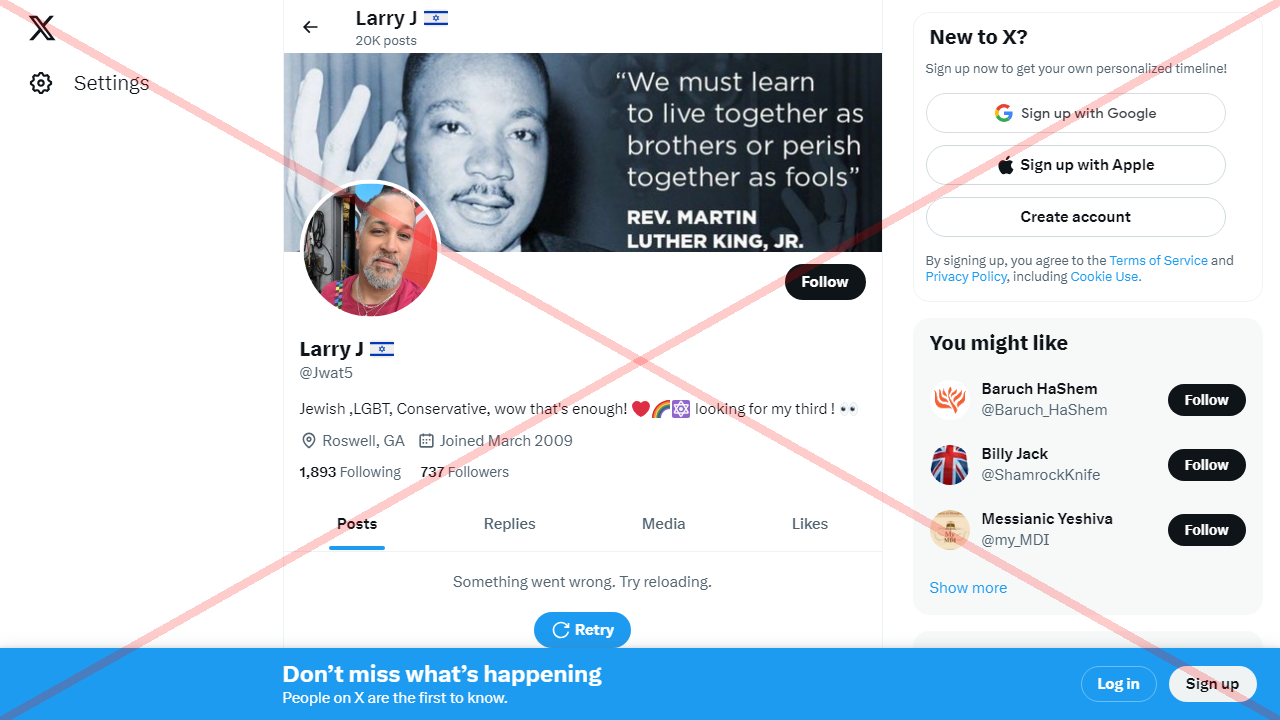 Settings
Larry J
20K posts
“We must learn
to live together as
brothers or perish
together as fools”
REV. MARTIN
LUTHER KING, JR.
Follow
Larry J
@Jwat5
Jewish ,LGBT, Conservative, wow that's enough! ❤️🌈🔯 looking for my third ! 👀
Roswell, GA Joined March 2009
1,893 Following 737 Followers
Posts Replies Media Likes
Something went wrong. Try reloading.
Retry
New to X?
Sign up now to get your own personalized timeline!
Sign up with Google
Sign up with Apple
Create account
By signing up, you agree to the Terms of Service and
Privacy Policy, including Cookie Use.
You might like
Baruch HaShem
@Baruch_HaShem
Follow
Billy Jack
@ShamrockKnife
Follow
Messianic Yeshiva
@my_MDI
Follow
Show more
Don’t miss what’s happening
People on X are the first to know.
Log in
Sign up